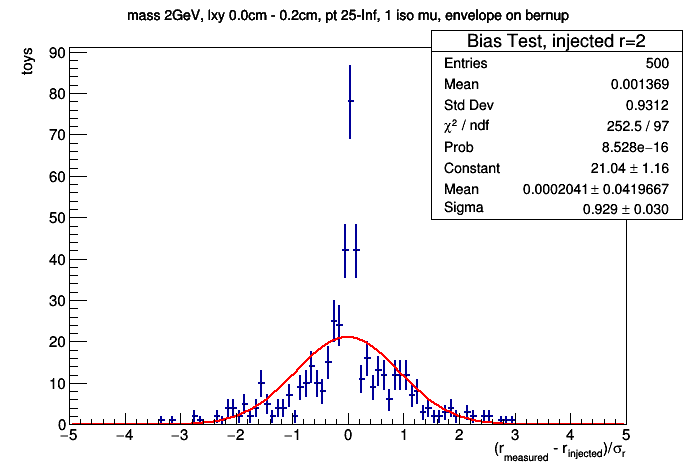 mass 2GeV, lxy 0.0cm - 0.2cm, pt 25-Inf, 1 iso mu, envelope on bernup
Bias Test, injected r=2
Entries 500
Mean 0.001369
Std Dev 0.9312
χ² / ndf 252.5 / 97
Prob 8.528e−16
Constant 21.04 ± 1.16
Mean 0.0002041 ± 0.0419667
Sigma 0.929 ± 0.030
toys
90
80
70
60
50
40
30
20
10
0
−5 −4 −3 −2 −1 0 1 2 3 4 5
(r_measured - r_injected)/σ_r